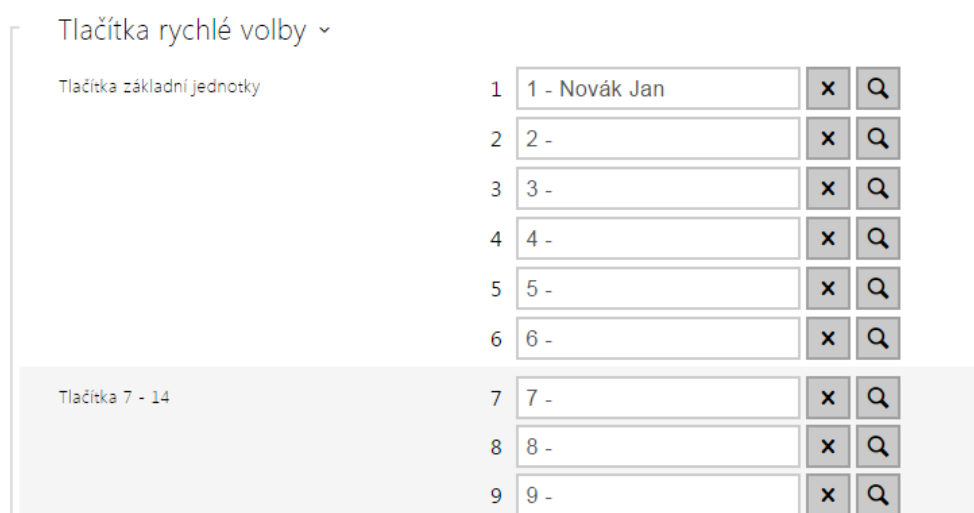 Tlačítka rychlé volby
Tlačítka základní jednotky 1 1 - Novák Jan
2 2 -
3 3 -
4 4 -
5 5 -
6 6 -
Tlačítka 7 - 14 7 7 -
8 8 -
9 9 -